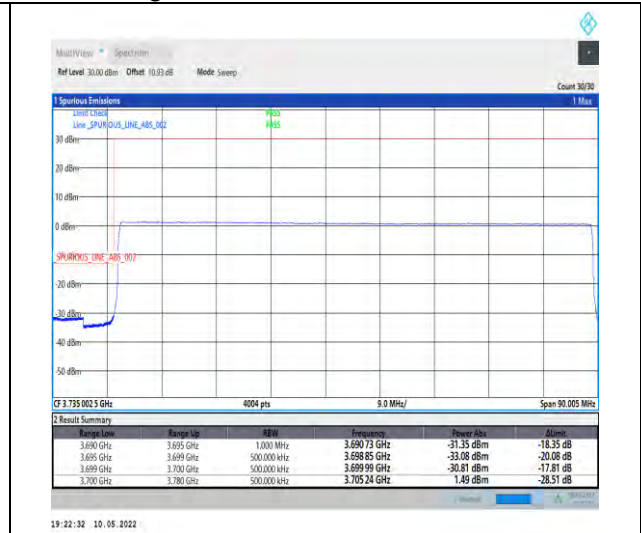 MultiView Spectrum
Ref Level 30.00 dBm Offset 10.93 dB Mode Sweep
Count 30/30
1 Spurious Emissions 1 Max
Limit Check PASS
Line _SPURIOUS_LINE_ABS_002 PASS
30 dBm
20 dBm
10 dBm
0 dBm
_SPURIOUS_LINE_ABS_002
-20 dBm
-30 dBm
-40 dBm
-50 dBm
CF 3.735 002 5 GHz 4004 pts 9.0 MHz/ Span 90.005 MHz
2 Result Summary
Range Low Range Up RBW Frequency Power Abs ΔLimit
3.690 GHz 3.695 GHz 1.000 MHz 3.690 73 GHz -31.35 dBm -18.35 dB
3.695 GHz 3.699 GHz 500.000 kHz 3.698 85 GHz -33.08 dBm -20.08 dB
3.699 GHz 3.700 GHz 500.000 kHz 3.699 99 GHz -30.81 dBm -17.81 dB
3.700 GHz 3.780 GHz 500.000 kHz 3.705 24 GHz 1.49 dBm -28.51 dB
19:22:32 10.05.2022